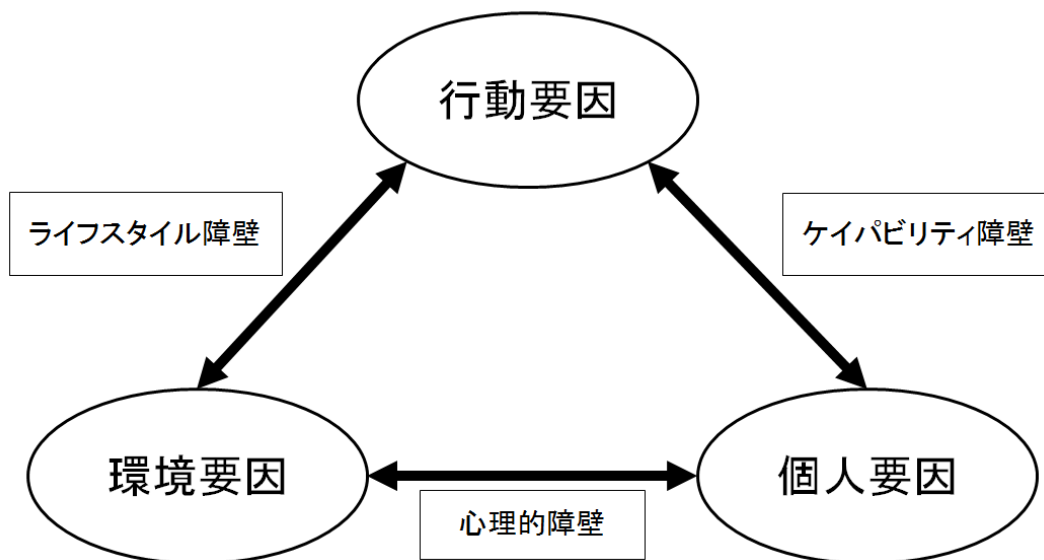 行動要因
ライフスタイル障壁
ケイパビリティ障壁
環境要因
個人要因
心理的障壁